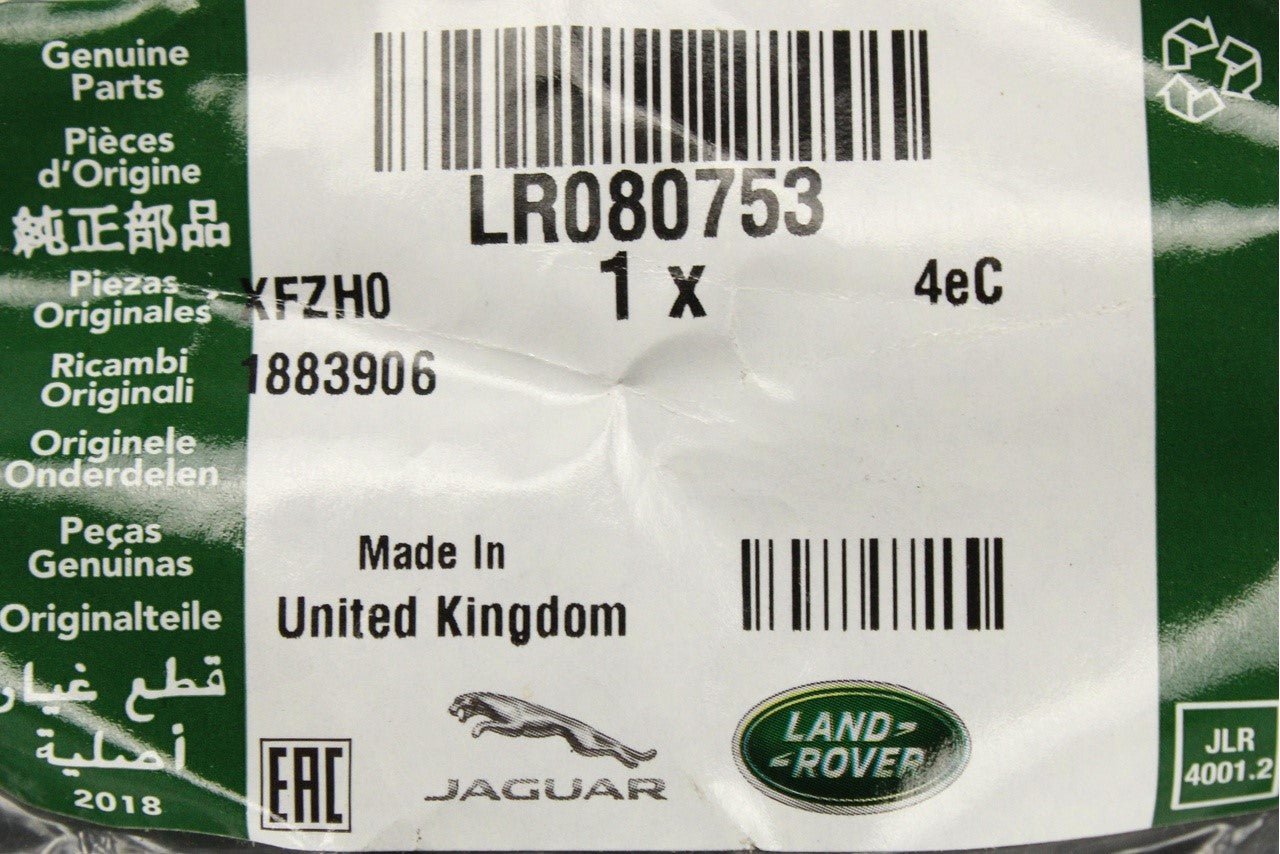 Genuine
Parts
Pièces
d'Origine
純正部品
Piezas
Originales
Ricambi
Originali
Originele
Onderdelen
Peças
Genuinas
Originalteile
قطع غيار
أصلية
2018
LR080753
1 x
4eC
XFZH0
1883906
Made In
United Kingdom
EAC
JAGUAR
LAND
ROVER
JLR
4001.2